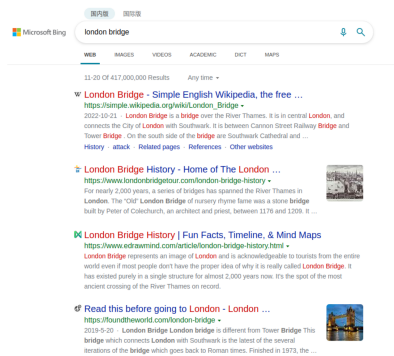 国内版 国际版
Microsoft Bing
london bridge
WEB IMAGES VIDEOS ACADEMIC DICT MAPS
11-20 Of 417,000,000 Results Any time
London Bridge - Simple English Wikipedia, the free …
https://simple.wikipedia.org/wiki/London_Bridge
2022-10-21 · London Bridge is a bridge over the River Thames. It is in central London, and
connects the City of London with Southwark. It is between Cannon Street Railway Bridge and
Tower Bridge . On the south side of the bridge are Southwark Cathedral and …
History · attack · Related pages · References · Other websites
London Bridge History - Home of The London …
https://www.londonbridgetour.com/london-bridge-history
For nearly 2,000 years, a series of bridges has spanned the River Thames in
London. The "Old" London Bridge of nursery rhyme fame was a stone bridge
built by Peter of Colechurch, an architect and priest, between 1176 and 1209. It …
London Bridge History | Fun Facts, Timeline, & Mind Maps
https://www.edrawmind.com/article/london-bridge-history.html
London Bridge represents an image of London and is acknowledgeable to tourists from the entire
world even if most people don't have the proper idea of why it is really called London Bridge. It
has existed purely in a single structure for almost 2,000 years now. It's the spot of the most
ancient crossing of the River Thames on record.
Read this before going to London - London …
https://foundtheworld.com/london-bridge
2019-5-20 · London Bridge London bridge is different from Tower Bridge This
bridge which connects London with Southwark is the latest of the several
iterations of the bridge which goes back to Roman times. Finished in 1973, the …